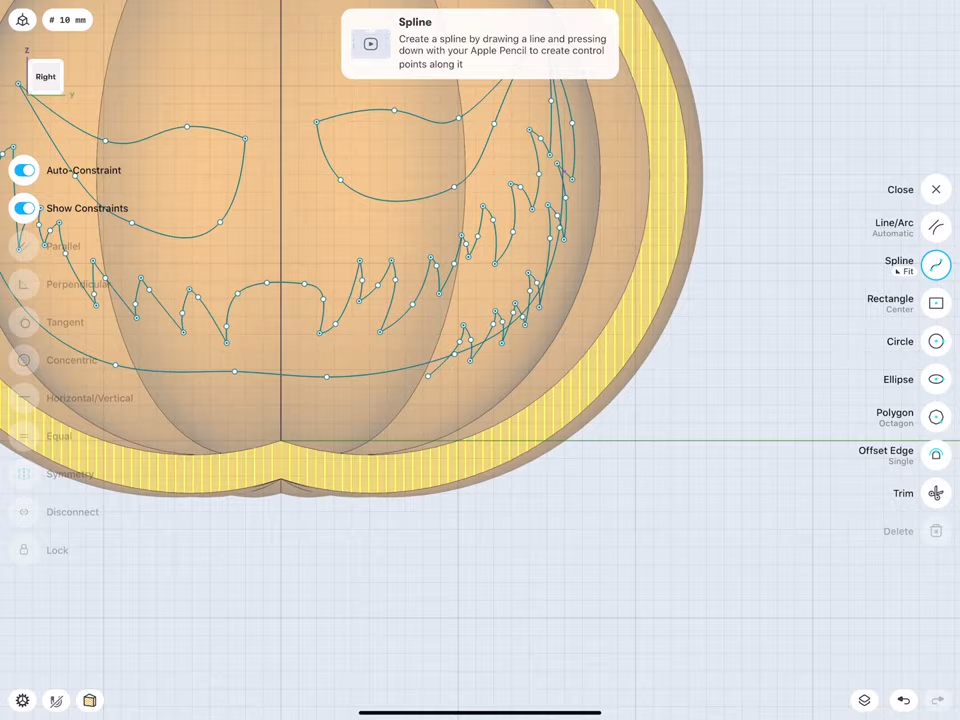 # 10 mm
Spline
Create a spline by drawing a line and pressing
down with your Apple Pencil to create control
points along it
Z
Right
Y
Auto-Constraint
Show Constraints
Parallel
Perpendicular
Tangent
Concentric
Horizontal/Vertical
Equal
Symmetry
Disconnect
Lock
Close
Line/Arc
Automatic
Spline
Fit
Rectangle
Center
Circle
Ellipse
Polygon
Octagon
Offset Edge
Single
Trim
Delete